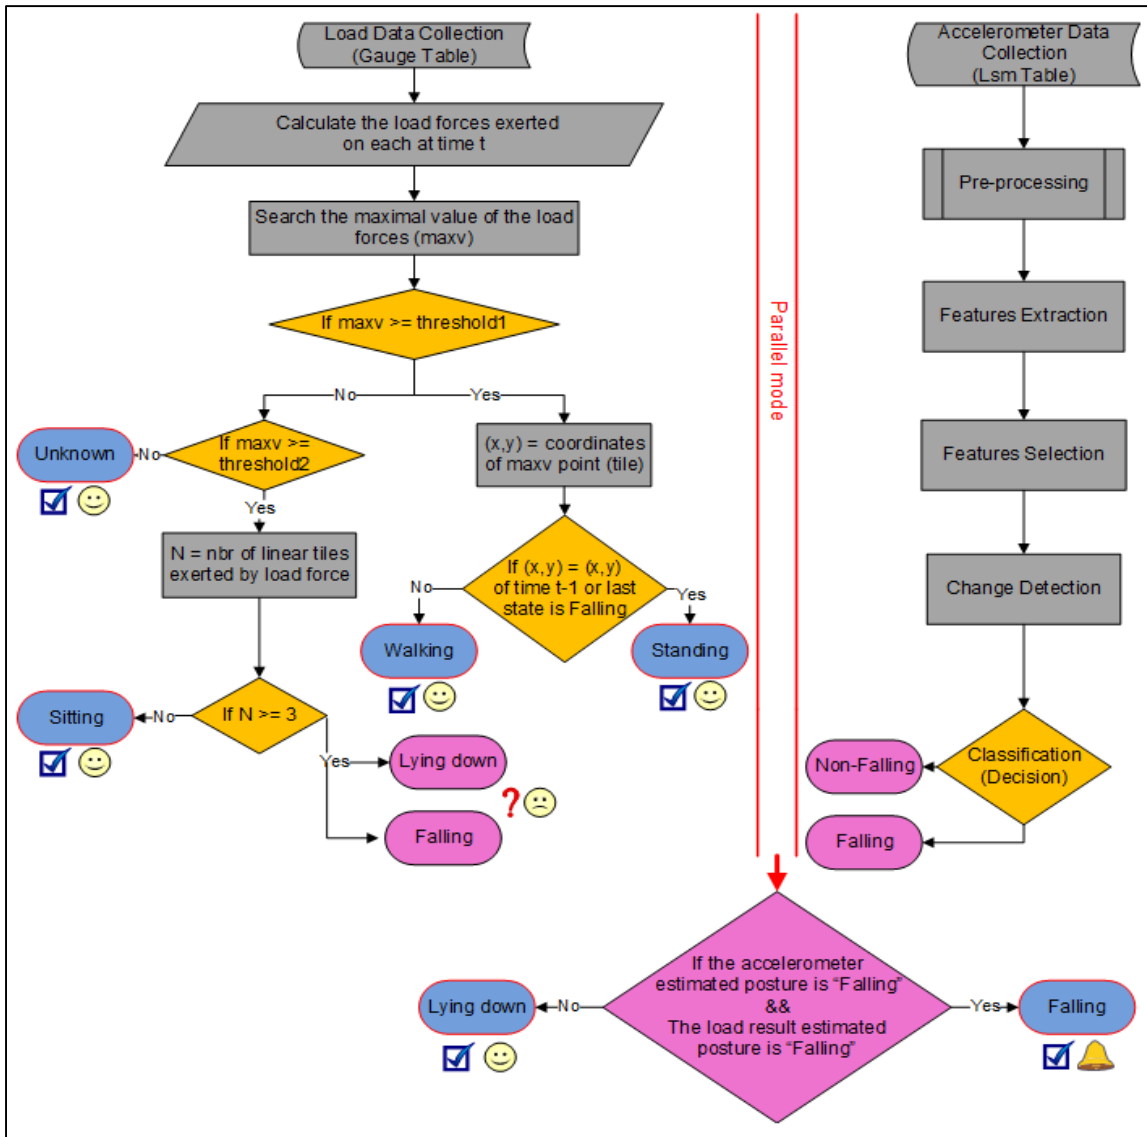 Load Data Collection
(Gauge Table)
Calculate the load forces exerted
on each at time t
Search the maximal value of the load
forces (maxv)
If maxv >= threshold1
No
Yes
If maxv >=
threshold2
No
Unknown
Yes
N = nbr of linear tiles
exerted by load force
If N >= 3
No
Sitting
Yes
Lying down
?
Falling
(x,y) = coordinates
of maxv point (tile)
If (x,y) = (x,y)
of time t-1 or last
state is Falling
No
Yes
Walking
Standing
Parallel mode
Accelerometer Data
Collection
(Lsm Table)
Pre-processing
Features Extraction
Features Selection
Change Detection
Classification
(Decision)
Non-Falling
Falling
If the accelerometer
estimated posture is “Falling”
&&
The load result estimated
posture is “Falling”
No
Lying down
Yes
Falling